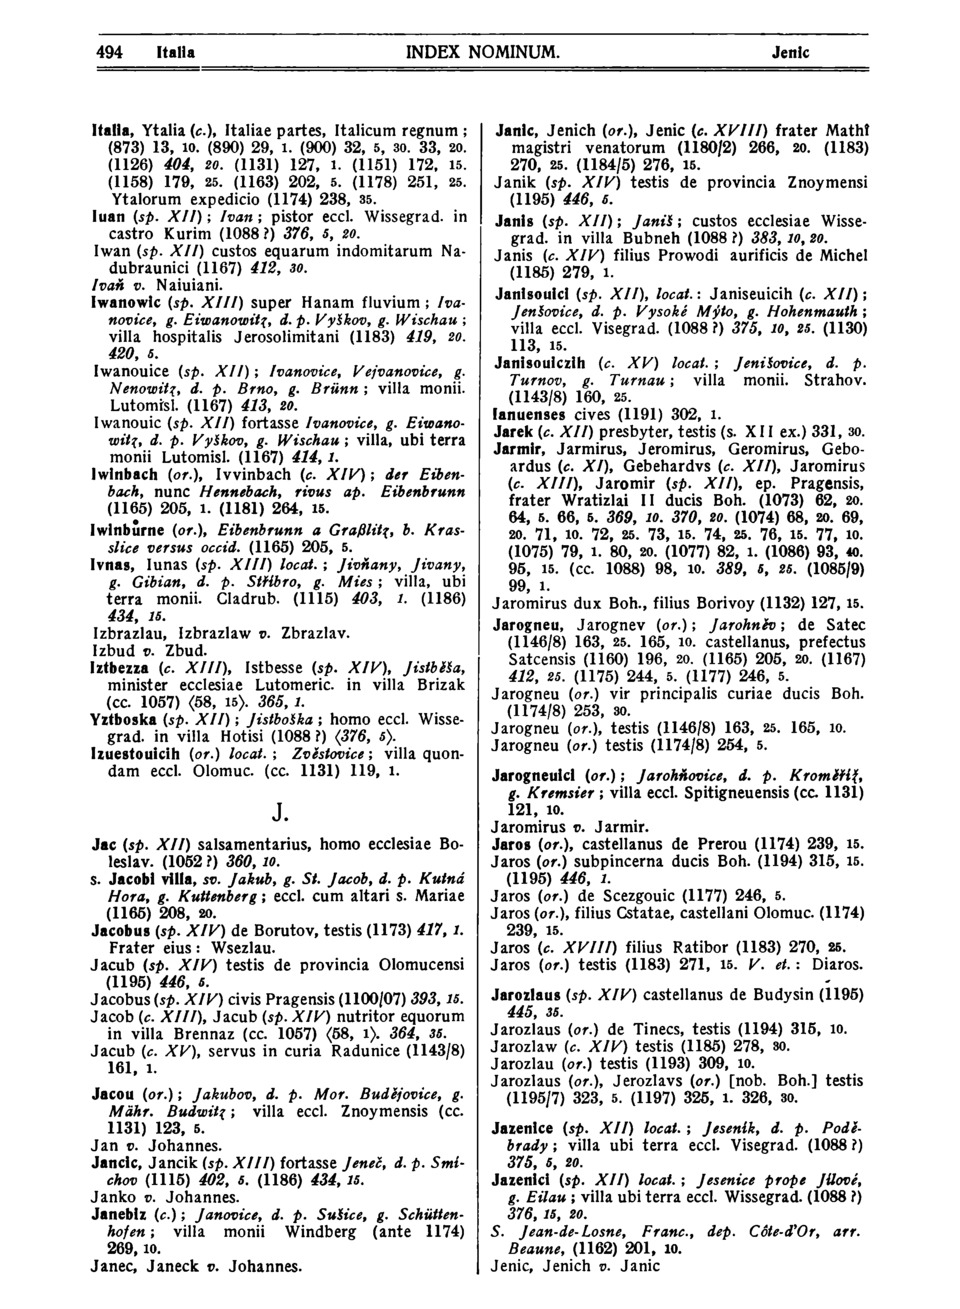 494 Italia INDEX NOMINUM. Jenic
Italia, Ytalia (c.), Italiae partes, Italicum regnum ;
(873) 13, 10. (890) 29, 1. (900) 32, 5, 30. 33, 20.
(1126) 404, 20. (1131) 127, 1. (1151) 172, 15.
(1158) 179, 25. (1163) 202, 5. (1178) 251, 25.
Ytalorum expedicio (1174) 238, 35.
Iuan (sp. XII) ; Ivan ; pistor eccl. Wissegrad. in
castro Kurim (1088 ?) 376, 5, 20.
Iwan (sp. XII) custos equarum indomitarum Na-
dubraunici (1167) 412, 30.
Ivaň v. Naiuiani.
Iwanowic (sp. XIII) super Hanam fluvium ; Iva-
novice, g. Eiwanowitz, d. p. Vyškov, g. Wischau ;
villa hospitalis Jerosolimitani (1183) 419, 20.
420, 5.
Iwanouice (sp. XII) ; Ivanovice, Vejvanovice, g.
Nenowitz, d. p. Brno, g. Brünn ; villa monii.
Lutomisl. (1167) 413, 20.
Iwanouic (sp. XII) fortasse Ivanovice, g. Eiwano-
witz, d. p. Vyškov, g. Wischau ; villa, ubi terra
monii Lutomisl. (1167) 414, 1.
Iwinbach (or.), Ivvinbach (c. XIV) ; der Eiben-
bach, nunc Hennebach, rivus ap. Eibenbrunn
(1165) 205, 1. (1181) 264, 15.
Iwinbůrne (or.), Eibenbrunn a Graßlitz, b. Kras-
slice versus occid. (1165) 205, 5.
Ivnas, Iunas (sp. XIII) locat. ; Jivňany, Jivany,
g. Gibian, d. p. Stříbro, g. Mies ; villa, ubi
terra monii. Cladrub. (1115) 403, 1. (1186)
434, 15.
Izbrazlau, Izbrazlaw v. Zbrazlav.
Izbud v. Zbud.
Iztbezza (c. XIII), Istbesse (sp. XIV), Jistběša,
minister ecclesiae Lutomeric. in villa Brizak
(cc. 1057) ⟨58, 15⟩. 365, 1.
Yztboska (sp. XII) ; Jistboška ; homo eccl. Wisse-
grad. in villa Hotisi (1088 ?) ⟨376, 5⟩.
Izuestouicih (or.) locat. ; Zvěstovice ; villa quon-
dam eccl. Olomuc. (cc. 1131) 119, 1.
J.
Jac (sp. XII) salsamentarius, homo ecclesiae Bo-
leslav. (1052 ?) 360, 10.
s. Jacobi villa, sv. Jakub, g. St. Jacob, d. p. Kutná
Hora, g. Kuttenberg ; eccl. cum altari s. Mariae
(1165) 208, 20.
Jacobus (sp. XIV) de Borutov, testis (1173) 417, 1.
Frater eius : Wsezlau.
Jacub (sp. XIV) testis de provincia Olomucensi
(1195) 446, 5.
Jacobus (sp. XIV) civis Pragensis (1100/07) 393, 15.
Jacob (c. XIII), Jacub (sp. XIV) nutritor equorum
in villa Brennaz (cc. 1057) ⟨58, 1⟩. 364, 35.
Jacub (c. XV), servus in curia Radunice (1143/8)
161, 1.
Jacou (or.) ; Jakubov, d. p. Mor. Budějovice, g.
Mähr. Budwitz ; villa eccl. Znoymensis (cc.
1131) 123, 5.
Jan v. Johannes.
Jancic, Jancik (sp. XIII) fortasse Jeneč, d. p. Smi-
chov (1115) 402, 5. (1186) 434, 15.
Janko v. Johannes.
Janebiz (c.) ; Janovice, d. p. Sušice, g. Schütten-
hofen ; villa monii Windberg (ante 1174)
269, 10.
Janec, Janeck v. Johannes.
Janic, Jenich (or.), Jenic (c. XVIII) frater Mathĩ
magistri venatorum (1180/2) 266, 20. (1183)
270, 25. (1184/5) 276, 15.
Janik (sp. XIV) testis de provincia Znoymensi
(1195) 446, 5.
Janis (sp. XII) ; Janiš ; custos ecclesiae Wisse-
grad. in villa Bubneh (1088 ?) 383, 10, 20.
Janis (c. XIV) filius Prowodi aurificis de Michel
(1185) 279, 1.
Janisouici (sp. XII), locat. : Janiseuicih (c. XII) ;
Jenšovice, d. p. Vysoké Mýto, g. Hohenmauth ;
villa eccl. Visegrad. (1088 ?) 375, 10, 25. (1130)
113, 15.
Janisouiczih (c. XV) locat. ; Jenišovice, d. p.
Turnov, g. Turnau ; villa monii. Strahov.
(1143/8) 160, 25.
Ianuenses cives (1191) 302, 1.
Jarek (c. XII) presbyter, testis (s. XII ex.) 331, 30.
Jarmir, Jarmirus, Jeromirus, Geromirus, Gebo-
ardus (c. XI), Gebehardvs (c. XII), Jaromirus
(c. XIII), Jaromir (sp. XII), ep. Pragensis,
frater Wratizlai II ducis Boh. (1073) 62, 20.
64, 5. 66, 5. 369, 10. 370, 20. (1074) 68, 20. 69,
20. 71, 10. 72, 25. 73, 15. 74, 25. 76, 15. 77, 10.
(1075) 79, 1. 80, 20. (1077) 82, 1. (1086) 93, 40.
95, 15. (cc. 1088) 98, 10. 389, 5, 25. (1085/9)
99, 1.
Jaromirus dux Boh., filius Borivoy (1132) 127, 15.
Jarogneu, Jarognev (or.) ; Jarohněv ; de Satec
(1146/8) 163, 25. 165, 10. castellanus, prefectus
Satcensis (1160) 196, 20. (1165) 205, 20. (1167)
412, 25. (1175) 244, 5. (1177) 246, 5.
Jarogneu (or.) vir principalis curiae ducis Boh.
(1174/8) 253, 30.
Jarogneu (or.), testis (1146/8) 163, 25. 165, 10.
Jarogneu (or.) testis (1174/8) 254, 5.
Jarogneuici (or.) ; Jarohňovice, d. p. Kroměříž,
g. Kremsier ; villa eccl. Spitigneuensis (cc. 1131)
121, 10.
Jaromirus v. Jarmir.
Jaros (or.), castellanus de Prerou (1174) 239, 15.
Jaros (or.) subpincerna ducis Boh. (1194) 315, 15.
(1195) 446, 1.
Jaros (or.) de Scezgouic (1177) 246, 5.
Jaros (or.), filius Cstatae, castellani Olomuc. (1174)
239, 15.
Jaros (c. XVIII) filius Ratibor (1183) 270, 25.
Jaros (or.) testis (1183) 271, 15. V. et. : Diaros.
Jarozlaus (sp. XIV) castellanus de Budysin (1195)
445, 35.
Jarozlaus (or.) de Tinecs, testis (1194) 315, 10.
Jarozlaw (c. XIV) testis (1185) 278, 30.
Jarozlau (or.) testis (1193) 309, 10.
Jarozlaus (or.), Jerozlavs (or.) [nob. Boh.] testis
(1195/7) 323, 5. (1197) 325, 1. 326, 30.
Jazenice (sp. XII) locat. ; Jeseník, d. p. Podě-
brady ; villa ubi terra eccl. Visegrad. (1088 ?)
375, 5, 20.
Jazenici (sp. XII) locat. ; Jesenice prope Jílové,
g. Eilau ; villa ubi terra eccl. Wissegrad. (1088 ?)
376, 15, 20.
S. Jean-de-Losne, Franc., dep. Côte-d'Or, arr.
Beaune, (1162) 201, 10.
Jenic, Jenich v. Janic